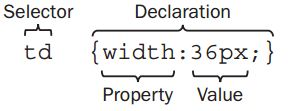 Selector Declaration
td {width:36px;}
Property Value